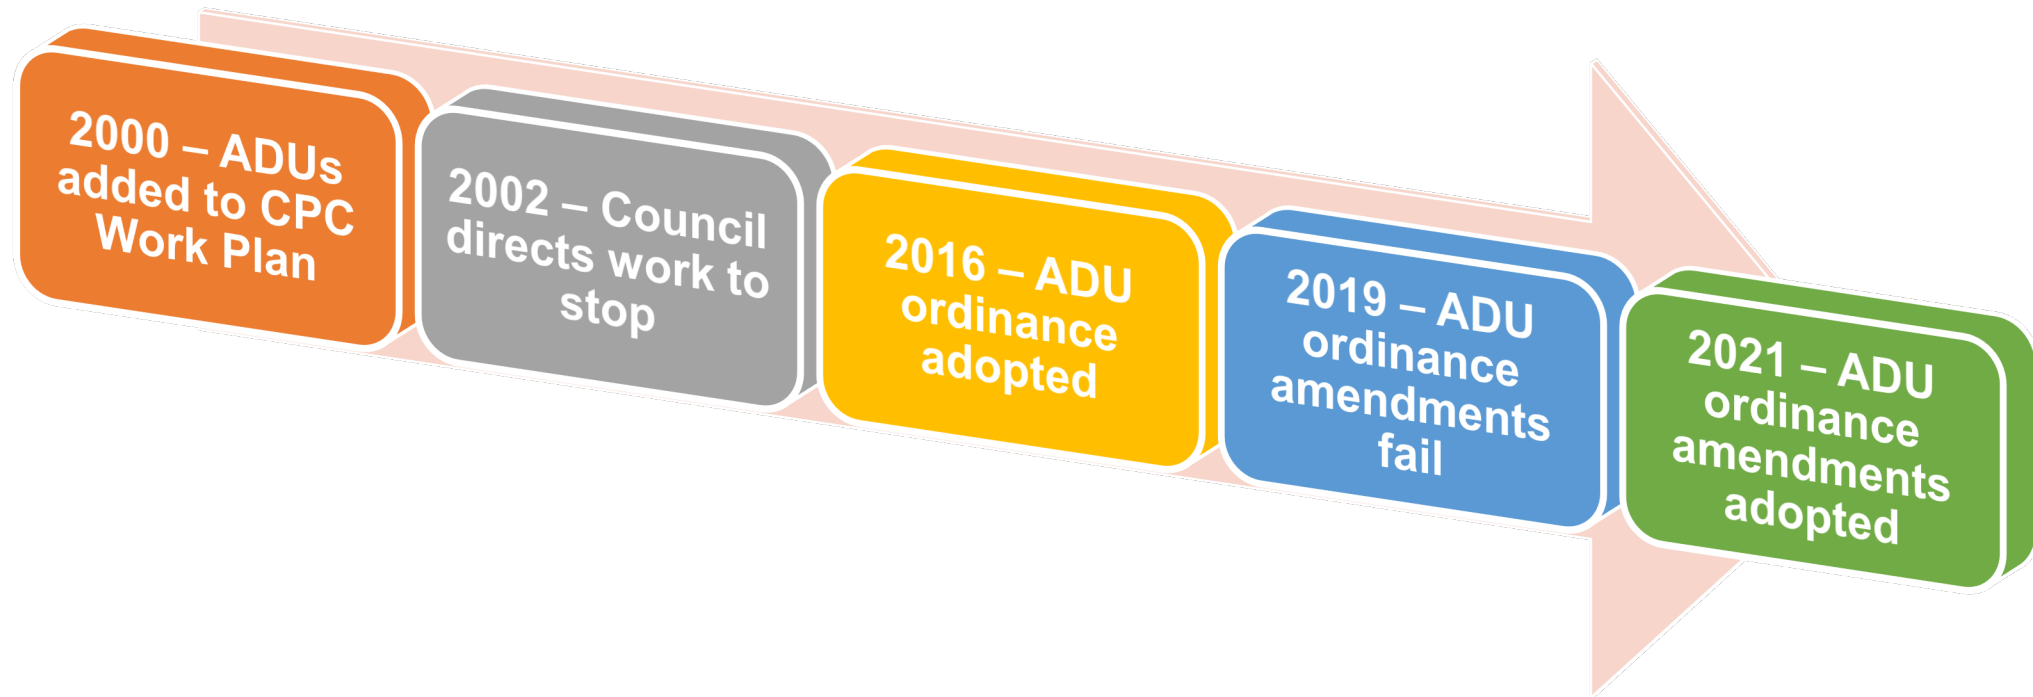 2000 – ADUs
added to CPC
Work Plan
2002 – Council
directs work to
stop
2016 – ADU
ordinance
adopted
2019 – ADU
ordinance
amendments
fail
2021 – ADU
ordinance
amendments
adopted